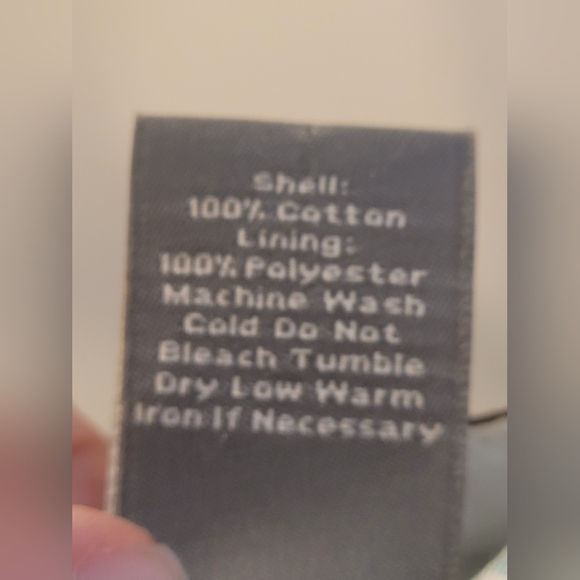 Shell:
100% Cotton
Lining:
100% Polyester
Machine Wash
Cold Do Not
Bleach Tumble
Dry Low Warm
Iron If Necessary